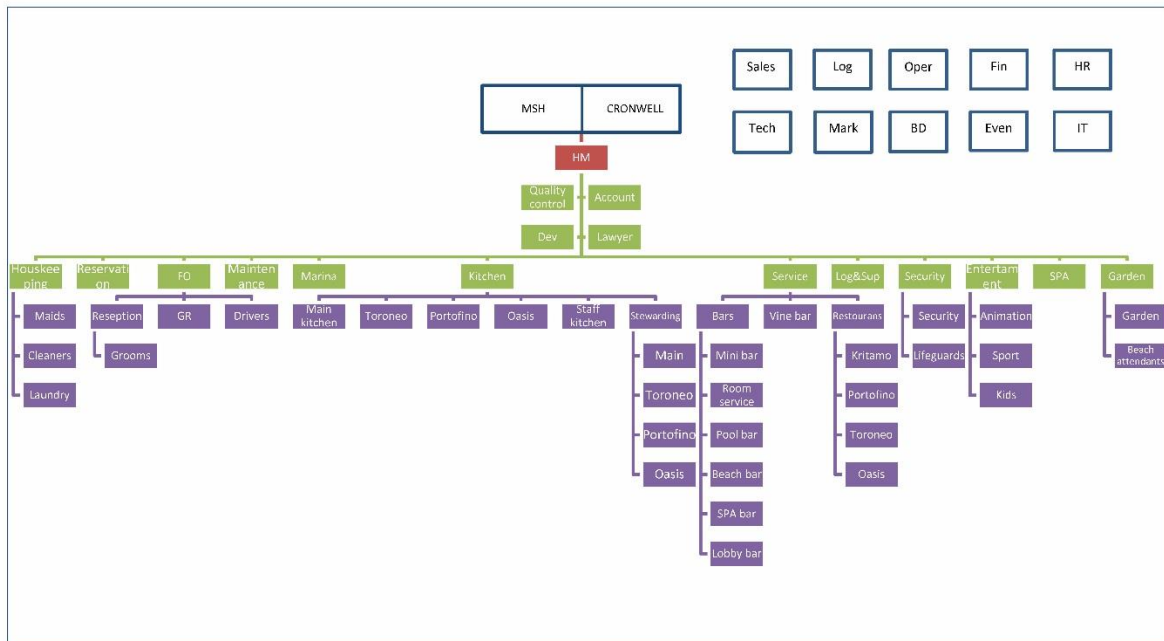 Sales
Log
Oper
Fin
HR
MSH
CRONWELL
Tech
Mark
BD
Even
IT
HM
Quality
control
Account
Dev
Lawyer
Houskee
ping
Reservati
on
FO
Mainten
ance
Marina
Kitchen
Service
Log&Sup
Security
Entertam
ent
SPA
Garden
Maids
Reseption
GR
Drivers
Main
kitchen
Toroneo
Portofino
Oasis
Staff
kitchen
Stewarding
Bars
Vine bar
Restourans
Security
Animation
Garden
Cleaners
Grooms
Main
Mini bar
Kritamo
Lifeguards
Sport
Beach
attendants
Laundry
Toroneo
Room
service
Portofino
Kids
Portofino
Pool bar
Toroneo
Oasis
Beach bar
Oasis
SPA bar
Lobby bar